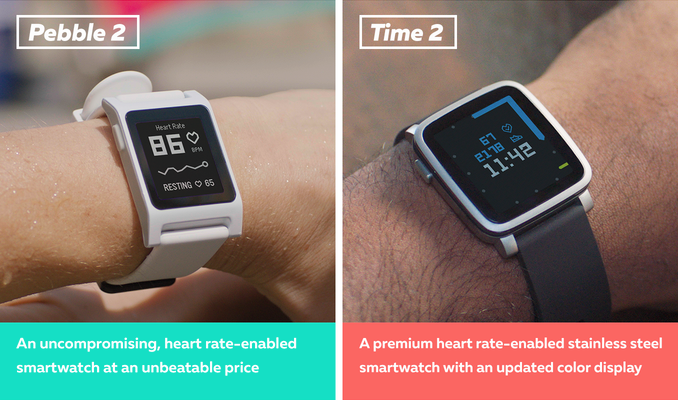 Pebble 2
Heart Rate
86
BPM
RESTING 65
An uncompromising, heart rate-enabled
smartwatch at an unbeatable price
Time 2
67
2178
11:42
A premium heart rate-enabled stainless steel
smartwatch with an updated color display